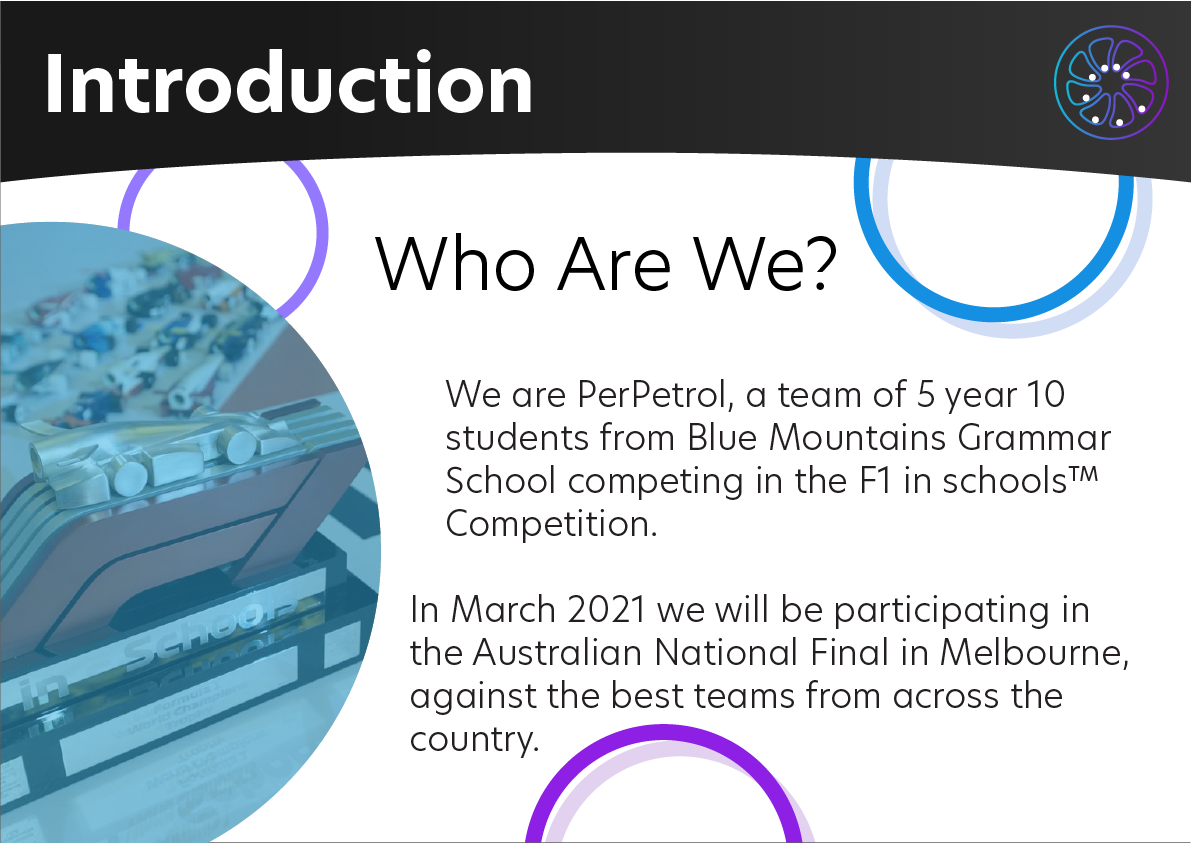 Introduction
Who Are We?
We are PerPetrol, a team of 5 year 10
students from Blue Mountains Grammar
School competing in the F1 in schools™
Competition.
In March 2021 we will be participating in
the Australian National Final in Melbourne,
against the best teams from across the
country.
school
in